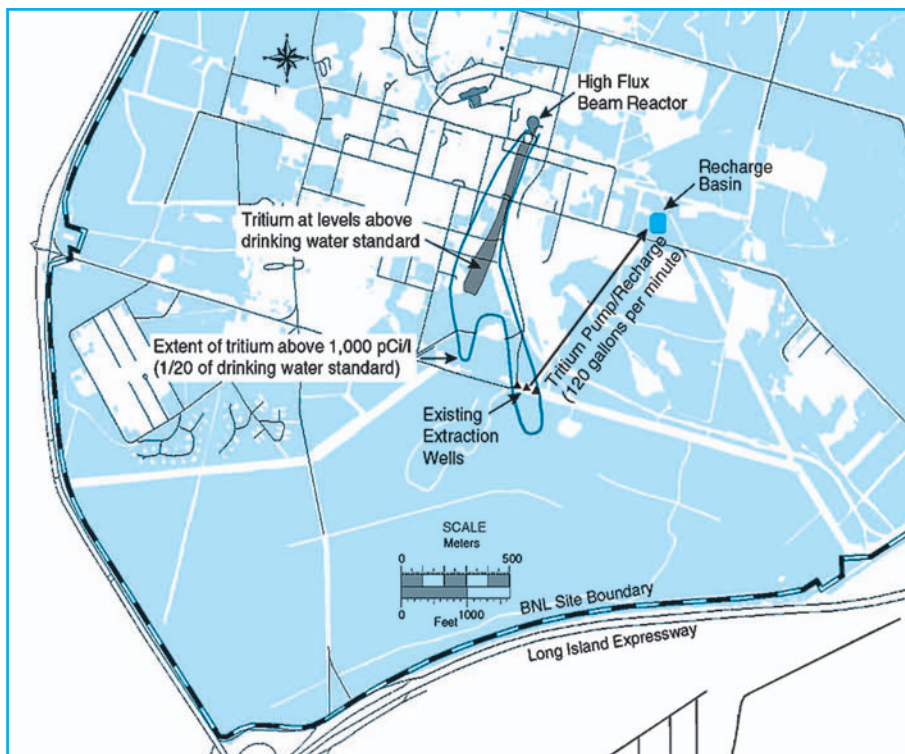 High Flux
Beam Reactor
Recharge
Basin
Tritium at levels above
drinking water standard
Tritium Pump/Recharge
(120 gallons per minute)
Extent of tritium above 1,000 pCi/l
(1/20 of drinking water standard)
Existing
Extraction
Wells
SCALE
Meters
0 500
0 1000
Feet
BNL Site Boundary
Long Island Expressway